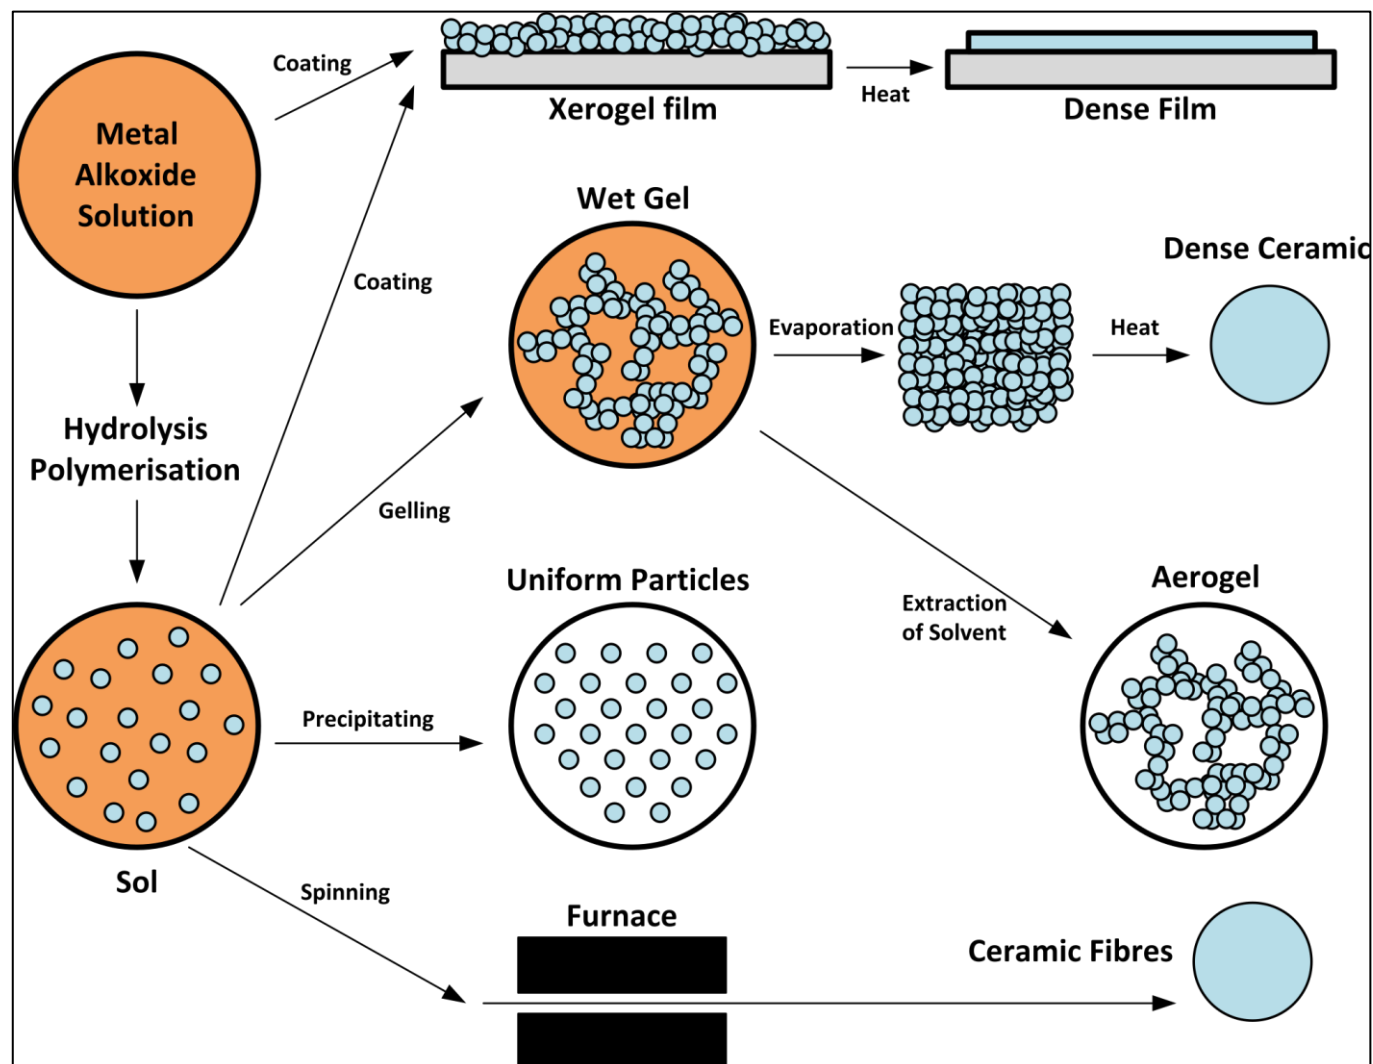 Coating
Xerogel film
Heat
Dense Film
Metal
Alkoxide
Solution
Coating
Wet Gel
Evaporation
Heat
Dense Ceramic
Hydrolysis
Polymerisation
Gelling
Uniform Particles
Extraction
of Solvent
Aerogel
Precipitating
Sol
Spinning
Furnace
Ceramic Fibres